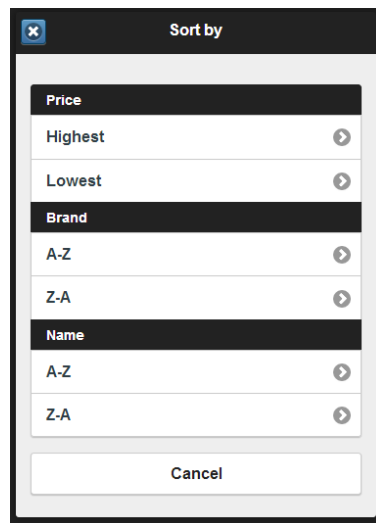 Sort by
Price
Highest
Lowest
Brand
A-Z
Z-A
Name
A-Z
Z-A
Cancel